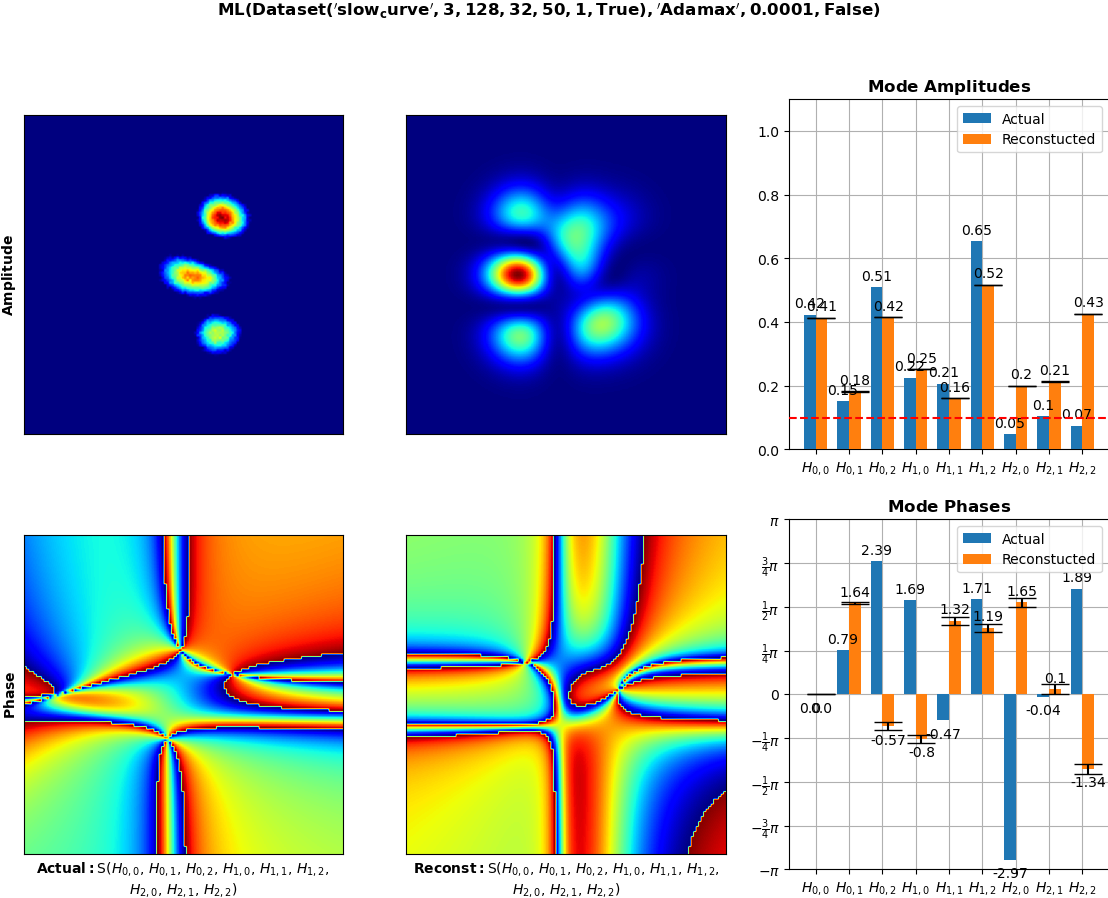 ML(Dataset('slow_curve', 3, 128, 32, 50, 1, True), 'Adamax', 0.0001, False)
Amplitude
Mode Amplitudes
Actual
Reconstucted
1.0
0.8
0.6
0.4
0.2
0.0
0.42
0.41
0.15
0.18
0.51
0.42
0.22
0.25
0.21
0.16
0.65
0.52
0.05
0.2
0.1
0.21
0.07
0.43
H0,0 H0,1 H0,2 H1,0 H1,1 H1,2 H2,0 H2,1 H2,2
Phase
Actual: S(H0,0, H0,1, H0,2, H1,0, H1,1, H1,2,
H2,0, H2,1, H2,2)
Reconst: S(H0,0, H0,1, H0,2, H1,0, H1,1, H1,2,
H2,0, H2,1, H2,2)
Mode Phases
Actual
Reconstucted
π
3/4π
1/2π
1/4π
0
−1/4π
−1/2π
−3/4π
−π
0.0
0.0
0.79
1.64
2.39
-0.57
1.69
-0.8
-0.47
1.32
1.71
1.19
-2.97
1.65
-0.04
0.1
1.89
-1.34
H0,0 H0,1 H0,2 H1,0 H1,1 H1,2 H2,0 H2,1 H2,2